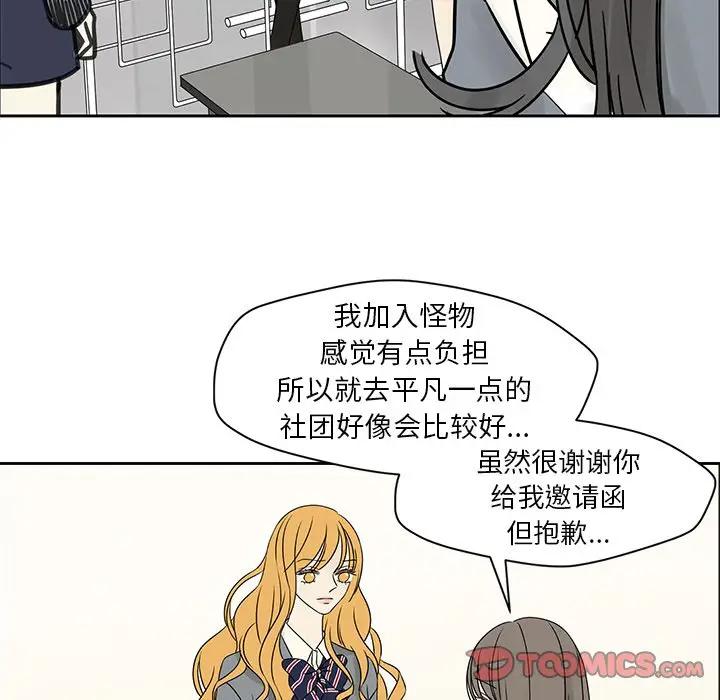 我加入怪物
感觉有点负担
所以就去平凡一点的
社团好像会比较好...
虽然很谢谢你
给我邀请函
但抱歉...
TOOMICS.COM